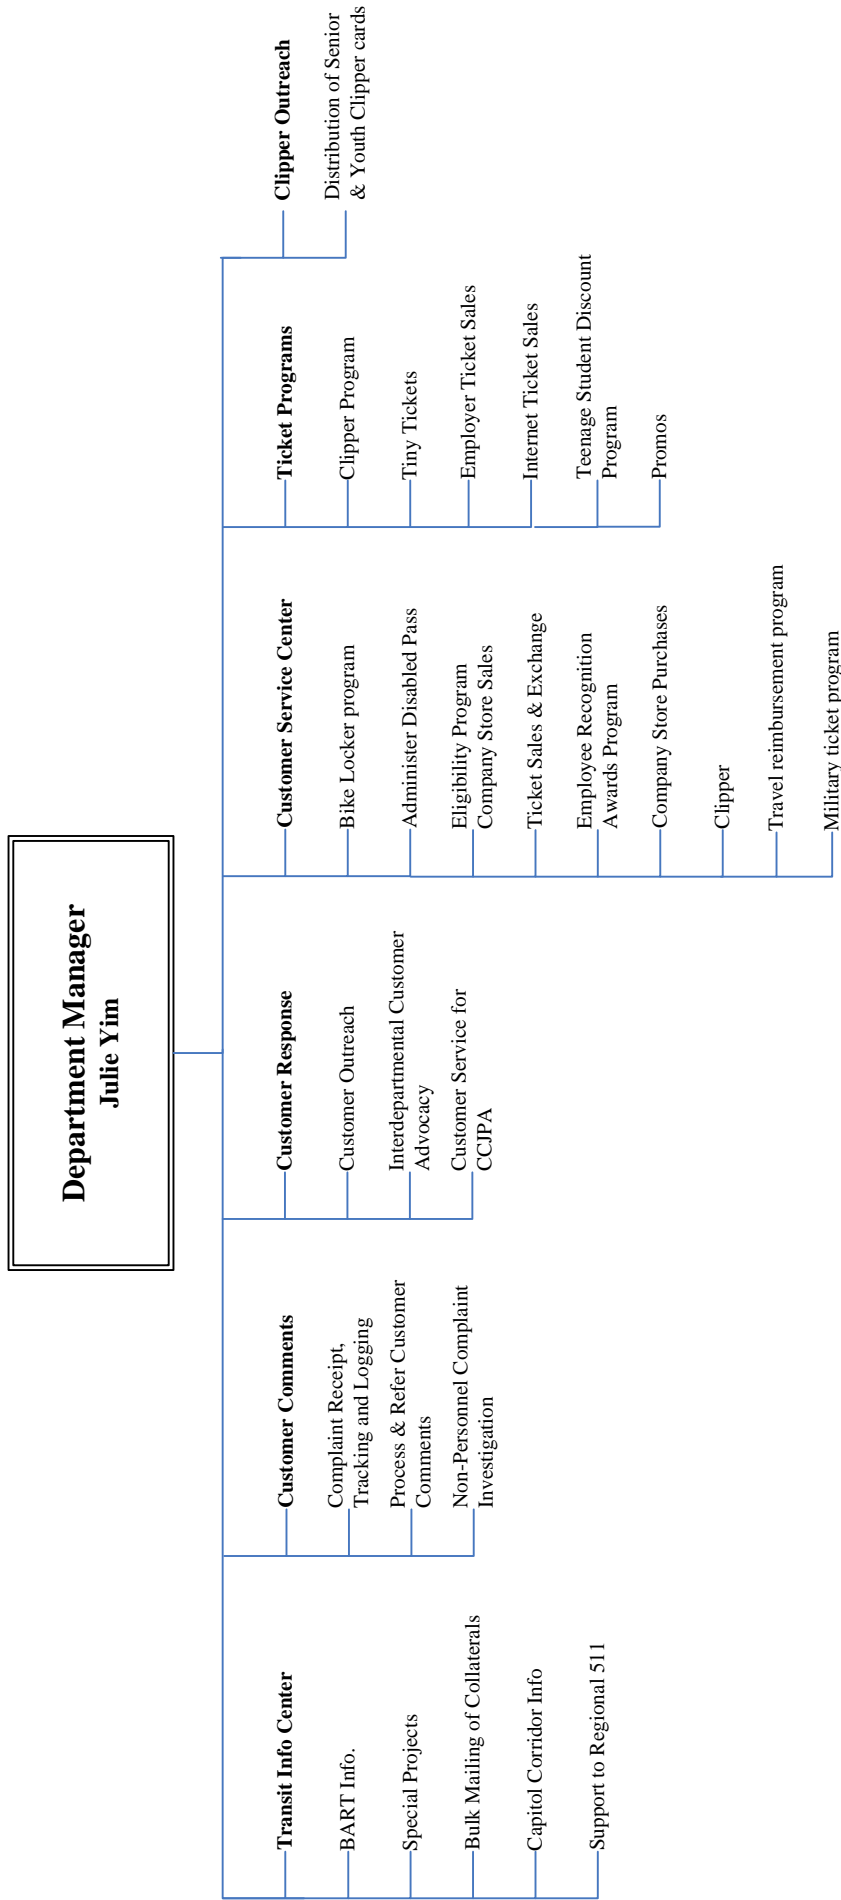 Department Manager
Julie Yim
Transit Info Center
BART Info.
Special Projects
Bulk Mailing of Collaterals
Capitol Corridor Info
Support to Regional 511
Customer Comments
Complaint Receipt,
Tracking and Logging
Process & Refer Customer
Comments
Non-Personnel Complaint
Investigation
Customer Response
Customer Outreach
Interdepartmental Customer
Advocacy
Customer Service for
CCJPA
Customer Service Center
Bike Locker program
Administer Disabled Pass
Eligibility Program
Company Store Sales
Ticket Sales & Exchange
Employee Recognition
Awards Program
Company Store Purchases
Clipper
Travel reimbursement program
Military ticket program
Ticket Programs
Clipper Program
Tiny Tickets
Employer Ticket Sales
Internet Ticket Sales
Teenage Student Discount
Program
Promos
Clipper Outreach
Distribution of Senior
& Youth Clipper cards